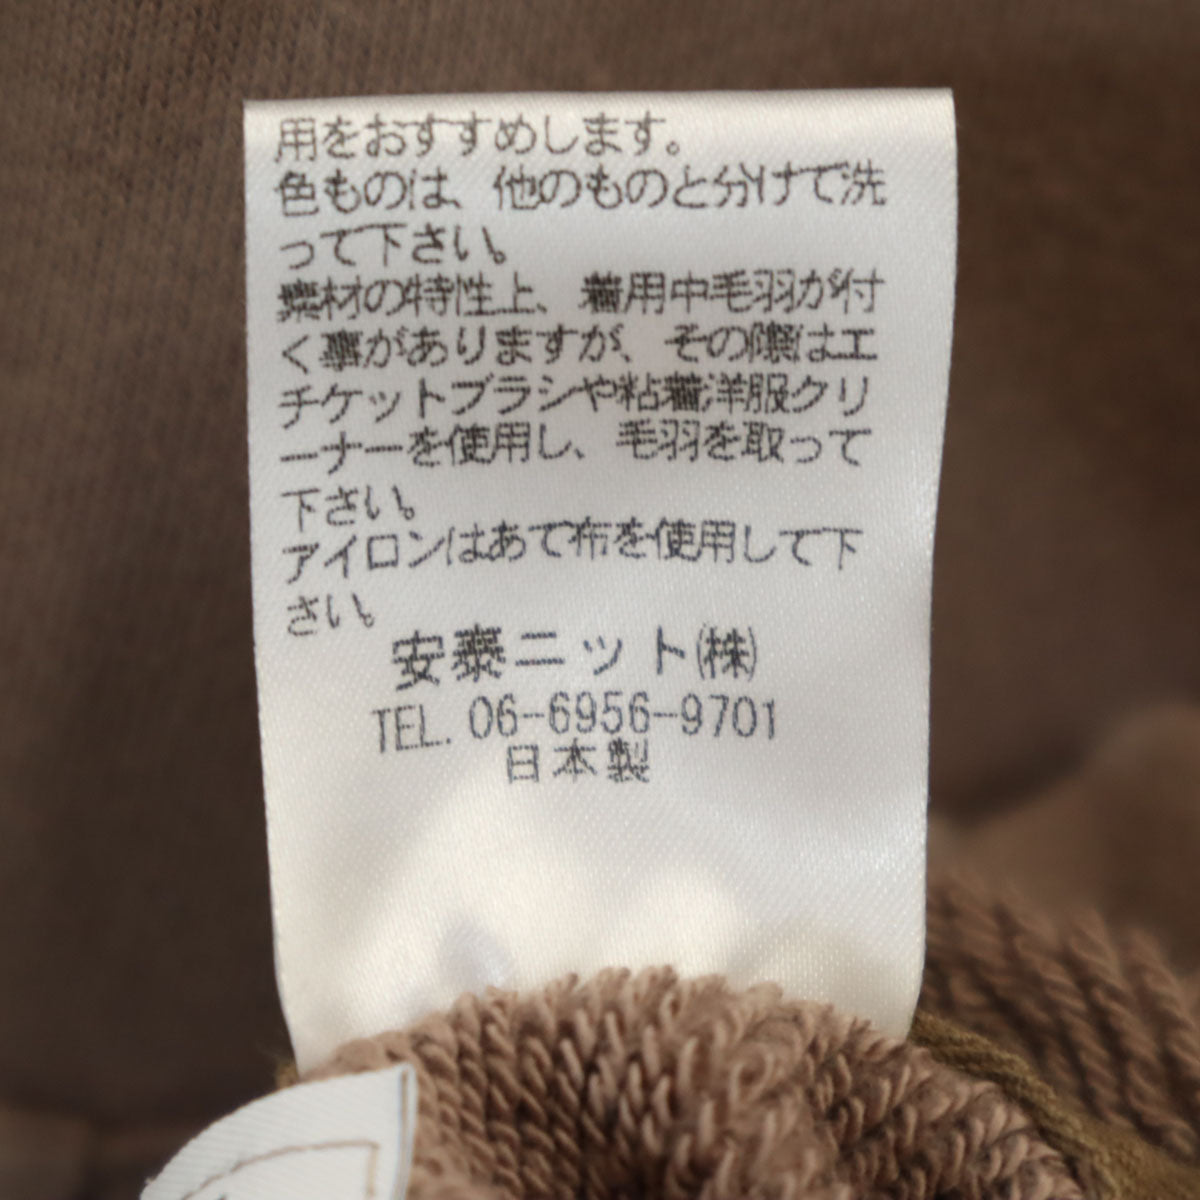 用をおすすめします。
色ものは、他のものと分けで洗
って下さい。
素材の特性上、着用中毛羽が付
く事がありますが、その際はエ
チケットブラシや粘着洋服クリ
ーナーを使用し、毛羽を取って
下さい。
アイロンはあて布を使用して下
さい。
安泰ニット(株)
TEL. 06-6956-9701
日本製